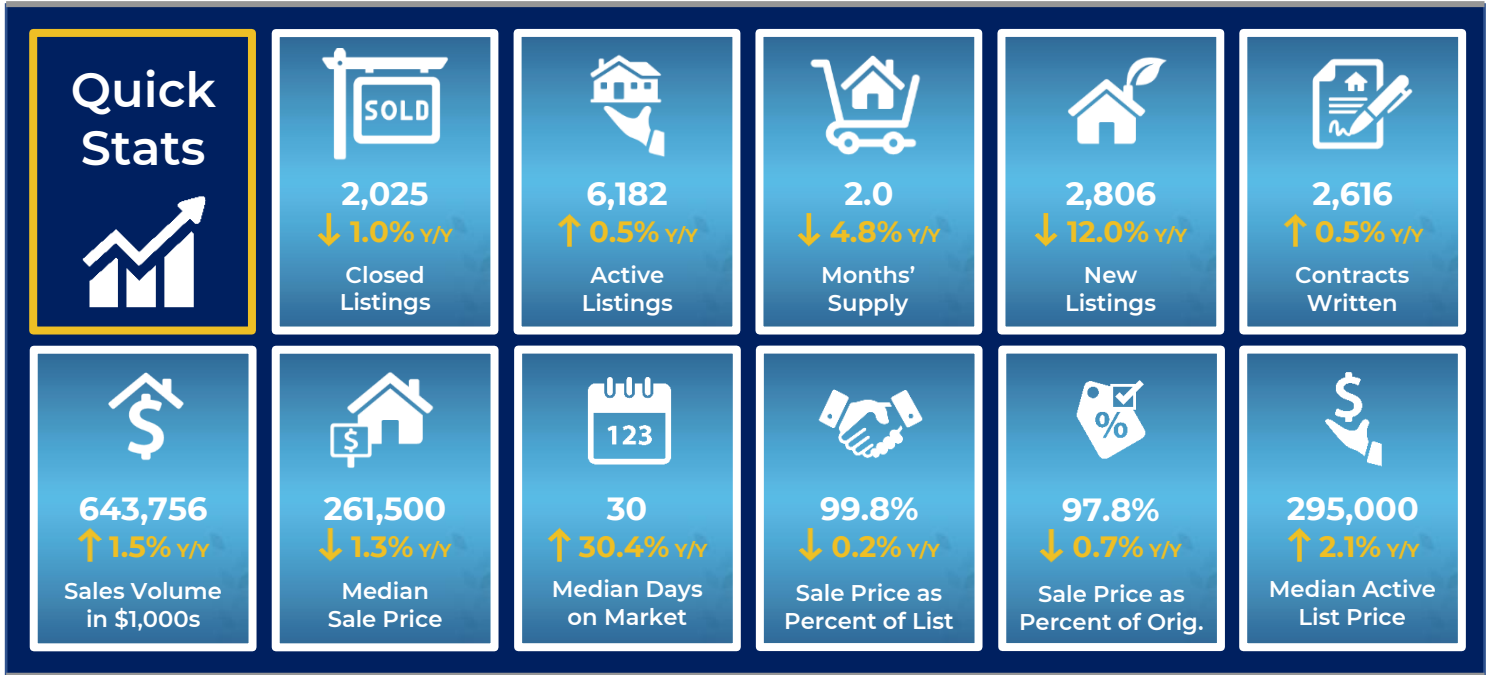 Quick
Stats
SOLD
2,025
↓ 1.0% Y/Y
Closed
Listings
6,182
↑ 0.5% Y/Y
Active
Listings
2.0
↓ 4.8% Y/Y
Months’
Supply
2,806
↓ 12.0% Y/Y
New
Listings
2,616
↑ 0.5% Y/Y
Contracts
Written
$
643,756
↑ 1.5% Y/Y
Sales Volume
in $1,000s
$
261,500
↓ 1.3% Y/Y
Median
Sale Price
123
30
↑ 30.4% Y/Y
Median Days
on Market
99.8%
↓ 0.2% Y/Y
Sale Price as
Percent of List
%
97.8%
↓ 0.7% Y/Y
Sale Price as
Percent of Orig.
$
295,000
↑ 2.1% Y/Y
Median Active
List Price